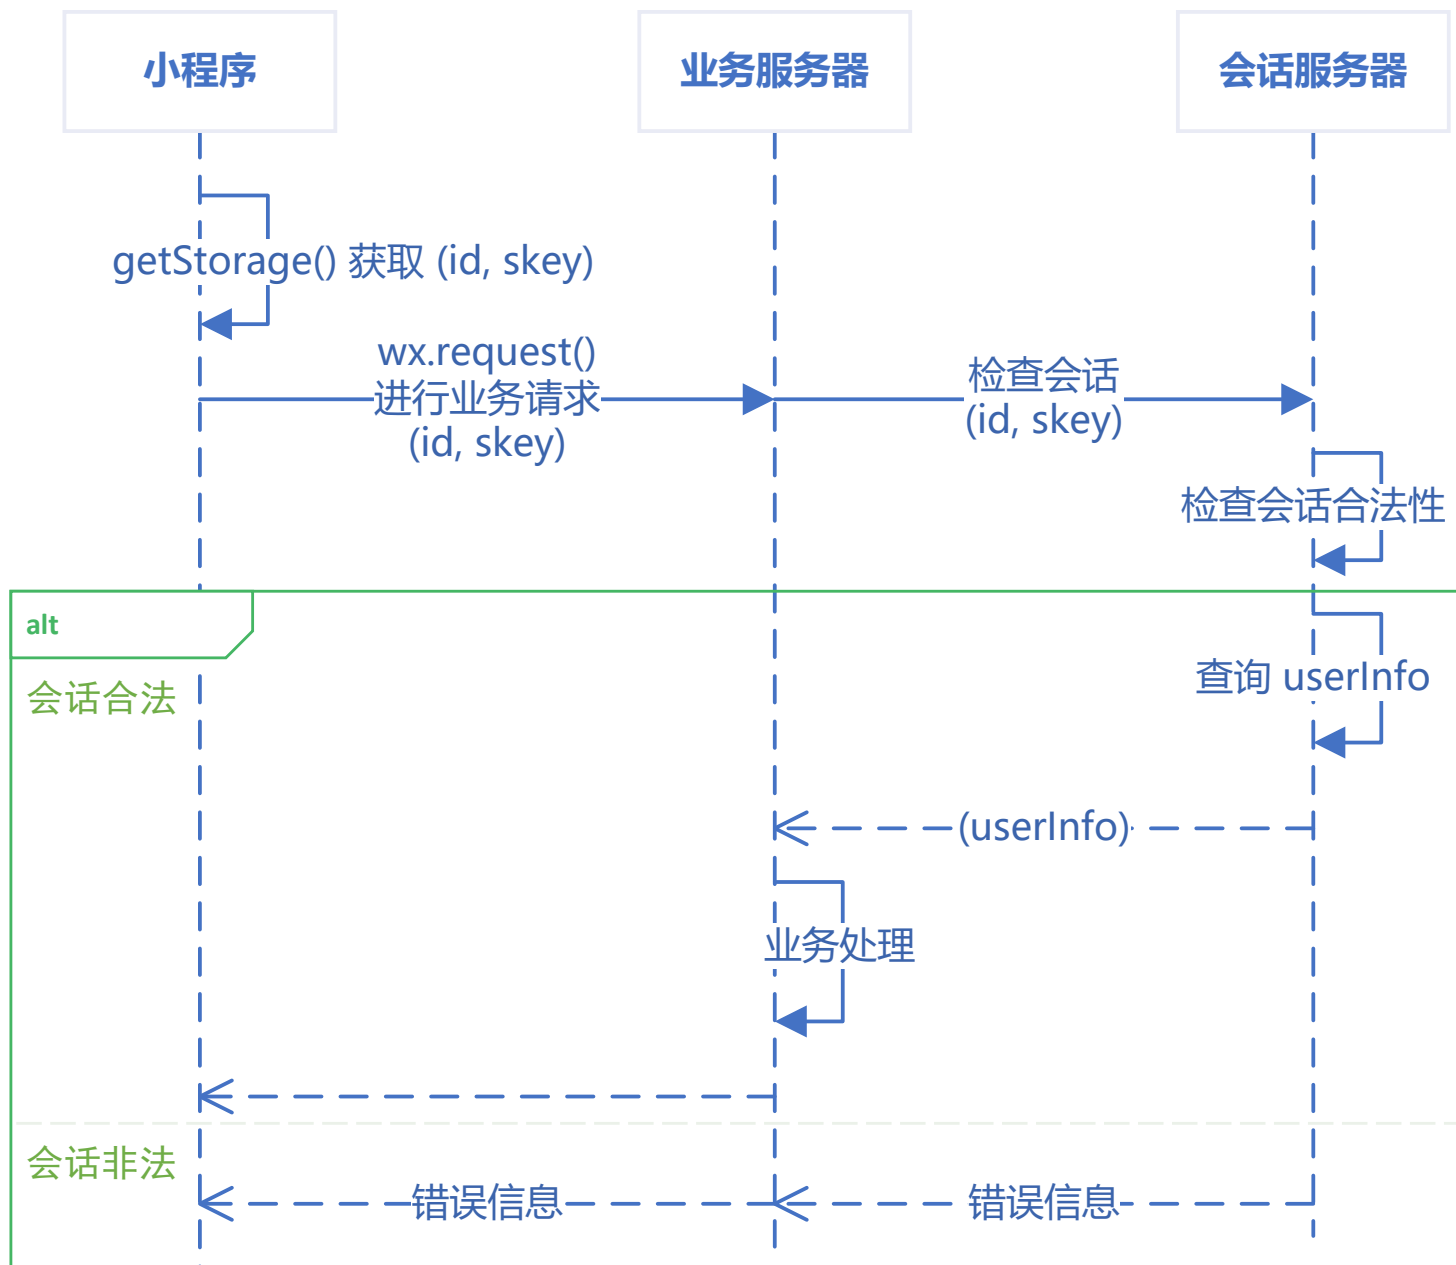 小程序
业务服务器
会话服务器
getStorage() 获取 (id, skey)
wx.request()
进行业务请求
(id, skey)
检查会话
(id, skey)
检查会话合法性
alt
会话合法
查询 userInfo
(userInfo)
业务处理
会话非法
错误信息
错误信息